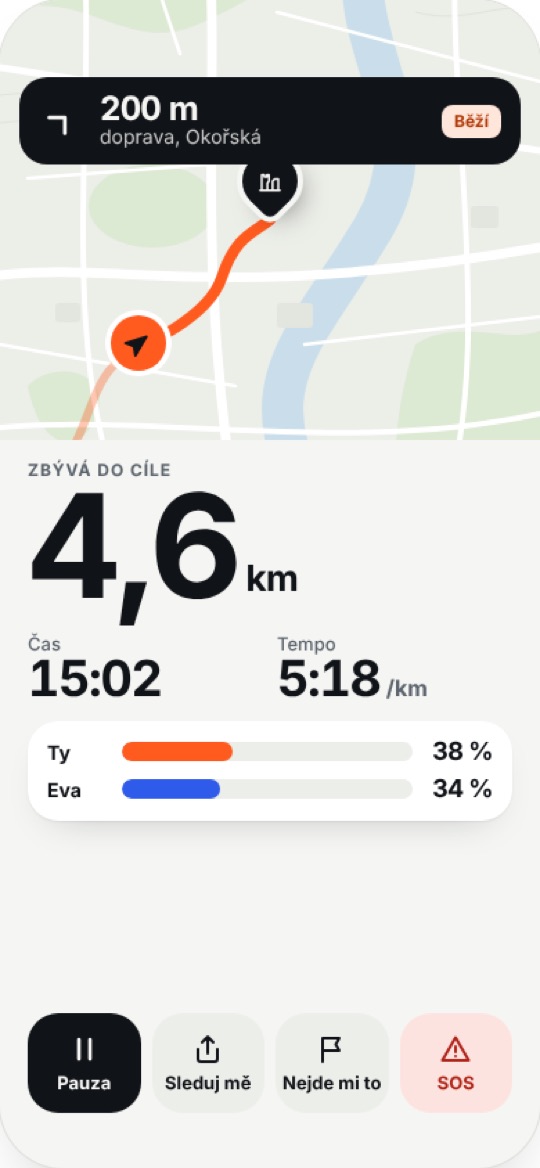 200 m
doprava, Okořská
Běží
ZBÝVÁ DO CÍLE
4,6 km
Čas
15:02
Tempo
5:18 /km
Ty 38 %
Eva 34 %
Pauza
Sleduj mě
Nejde mi to
SOS